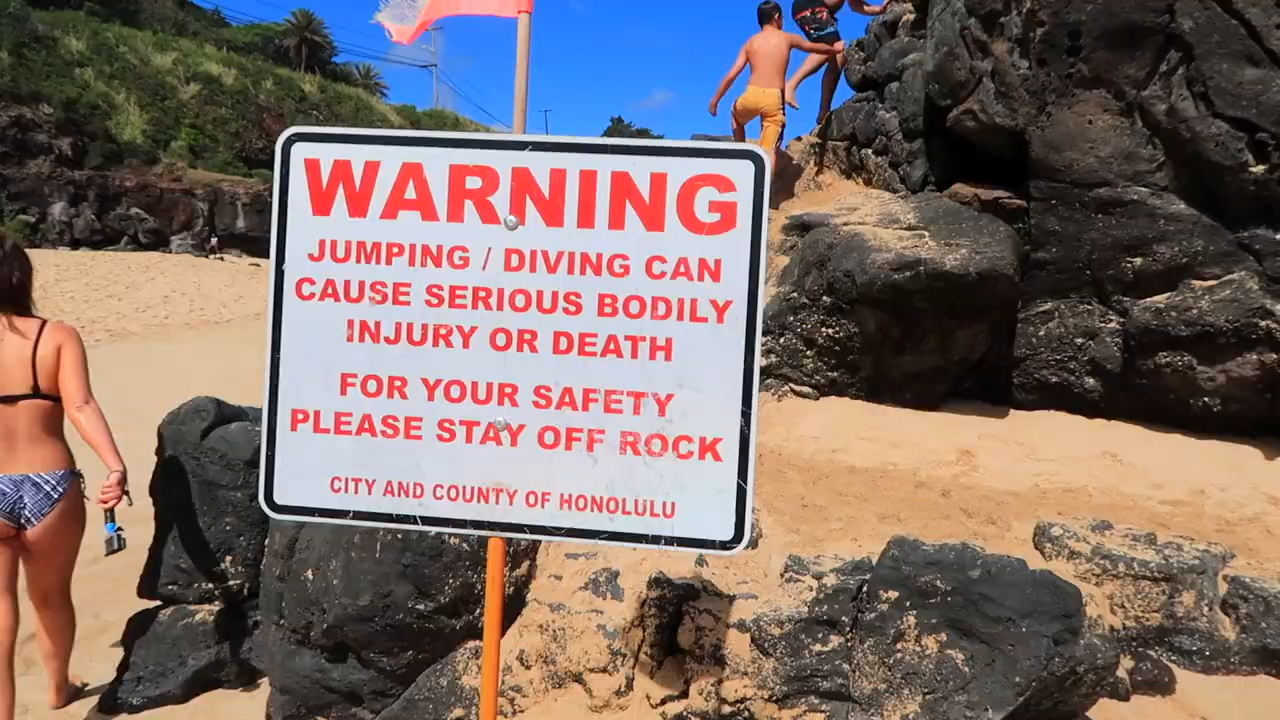 WARNING
JUMPING / DIVING CAN
CAUSE SERIOUS BODILY
INJURY OR DEATH
FOR YOUR SAFETY
PLEASE STAY OFF ROCK
CITY AND COUNTY OF HONOLULU